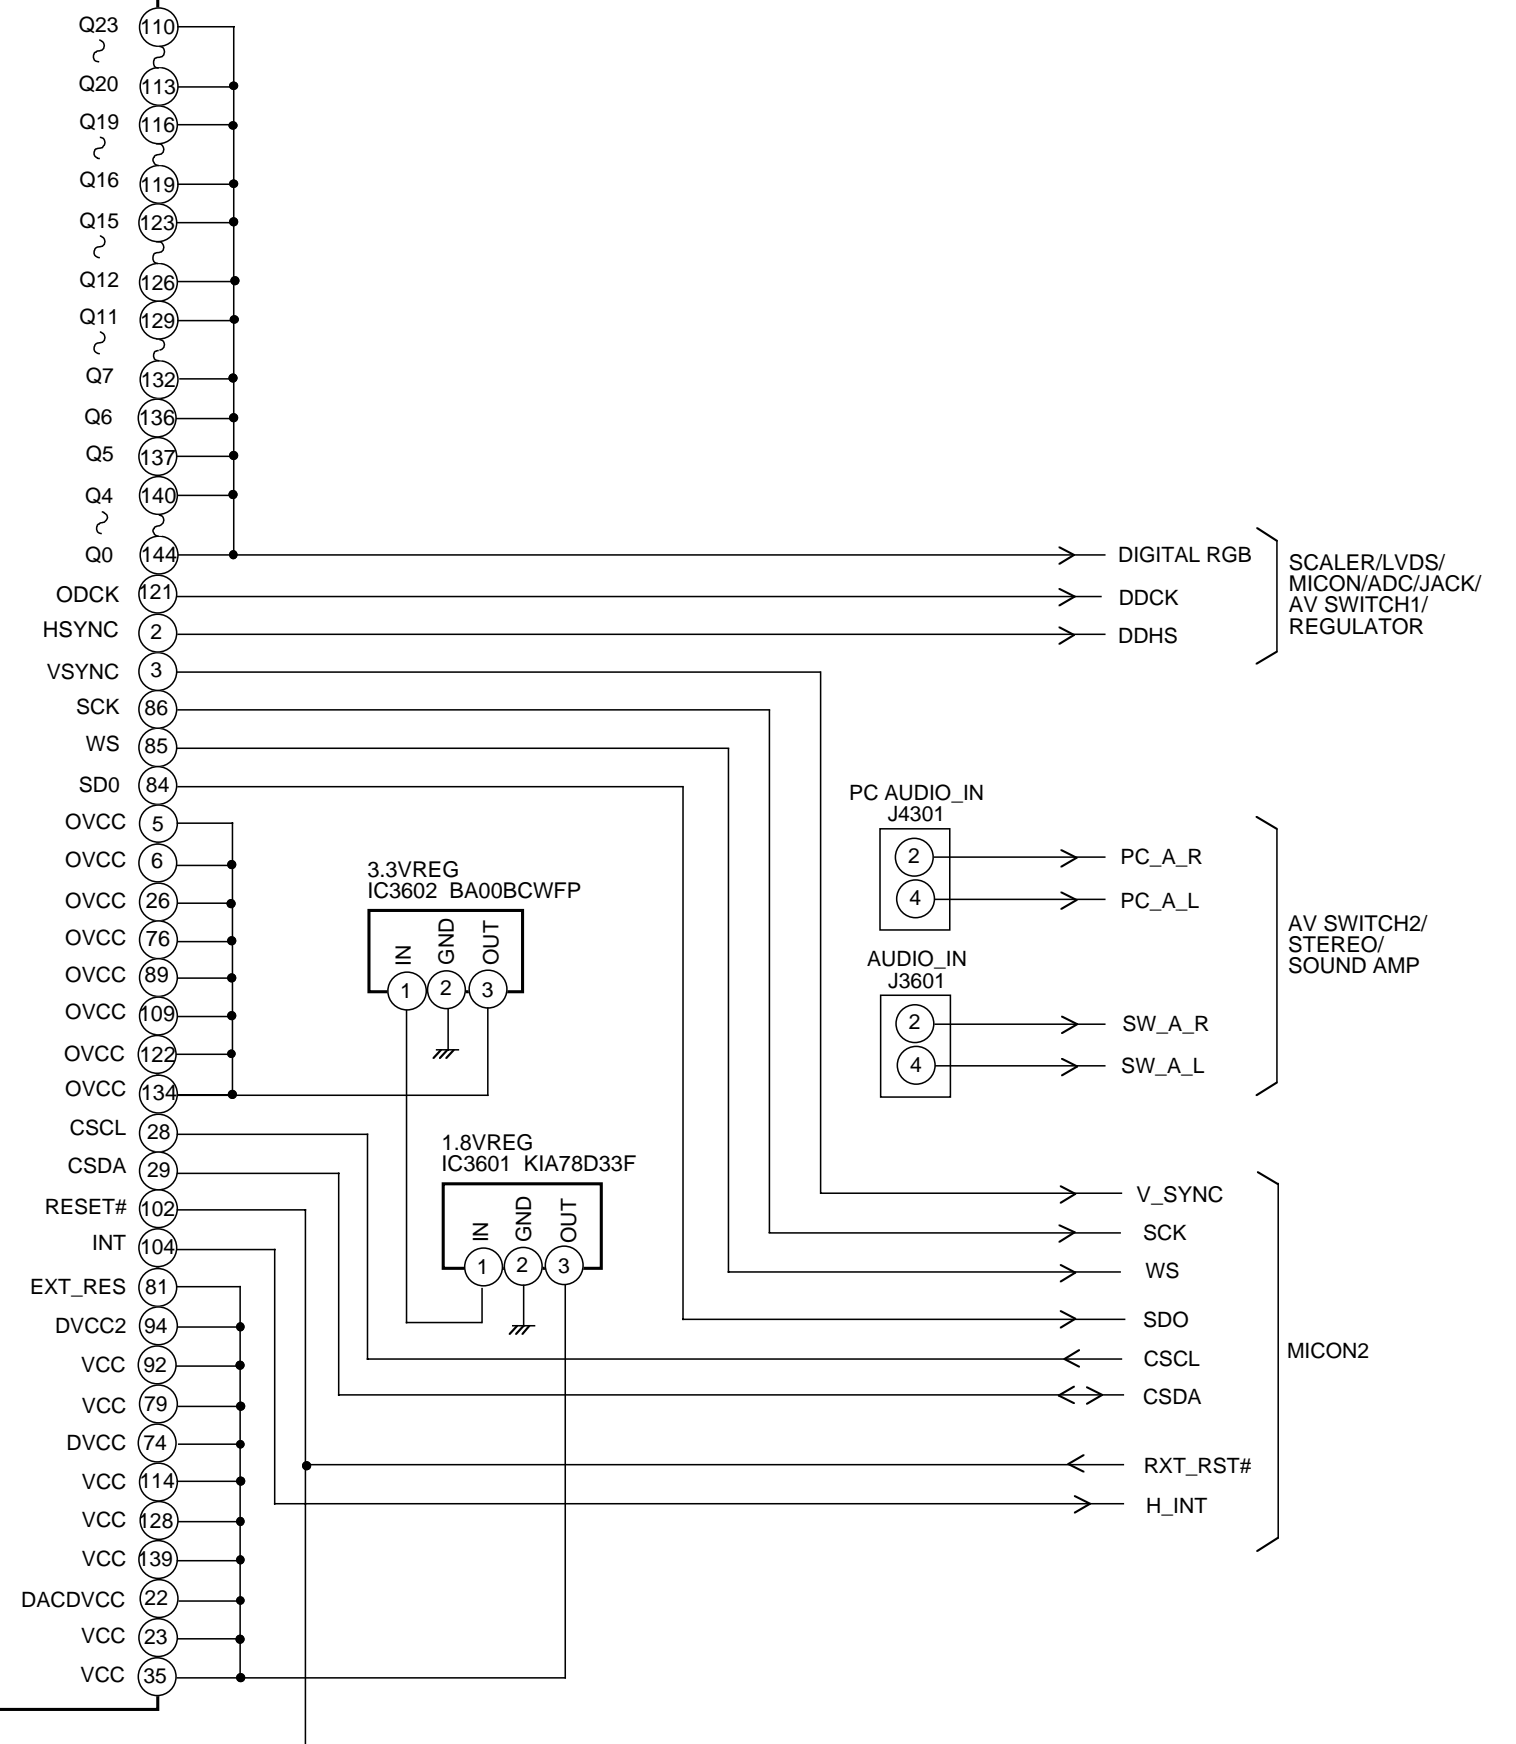 Q23 110
Q20 113
Q19 116
Q16 119
Q15 123
Q12 126
Q11 129
Q7 132
Q6 136
Q5 137
Q4 140
Q0 144
DIGITAL RGB
ODCK 121
DDCK
HSYNC 2
DDHS
SCALER/LVDS/
MICON/ADC/JACK/
AV SWITCH1/
REGULATOR
VSYNC 3
SCK 86
WS 85
SD0 84
OVCC 5
OVCC 6
OVCC 26
OVCC 76
OVCC 89
OVCC 109
OVCC 122
OVCC 134
CSCL 28
CSDA 29
RESET# 102
INT 104
EXT_RES 81
DVCC2 94
VCC 92
VCC 79
DVCC 74
VCC 114
VCC 128
VCC 139
DACDVCC 22
VCC 23
VCC 35
3.3VREG
IC3602 BA00BCWFP
IN GND OUT
1 2 3
1.8VREG
IC3601 KIA78D33F
IN GND OUT
1 2 3
PC AUDIO_IN
J4301
2 PC_A_R
4 PC_A_L
AUDIO_IN
J3601
2 SW_A_R
4 SW_A_L
AV SWITCH2/
STEREO/
SOUND AMP
V_SYNC
SCK
WS
SDO
CSCL
CSDA
RXT_RST#
H_INT
MICON2